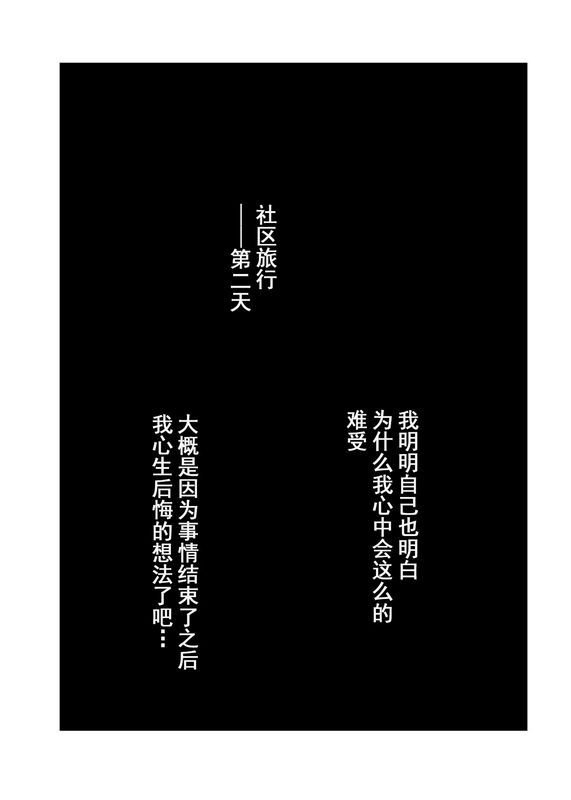 社区旅行
——第二天
我明明自己也明白
为什么我心中会这么的
难受
大概是因为事情结束了之后
我心生后悔的想法了吧…